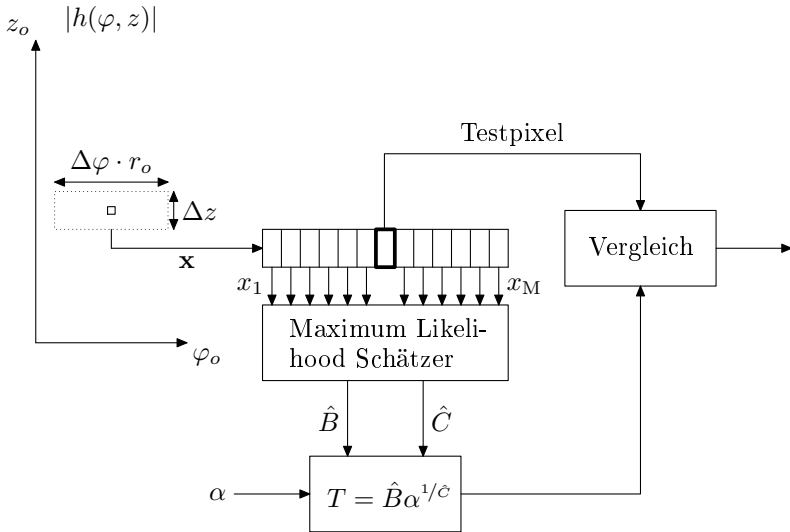 |h(φ, z)|
z_o
Testpixel
Δφ · r_o
Δz
Vergleich
𝐱
x_1
x_M
Maximum Likeli-
hood Schätzer
φ_o
B̂
Ĉ
α
T = B̂α^{1/Ĉ}